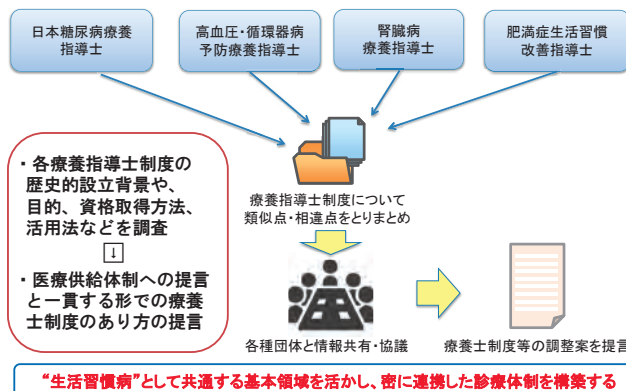 日本糖尿病療養
指導士
高血圧・循環器病
予防療養指導士
腎臓病
療養指導士
肥満症生活習慣
改善指導士
・各療養指導士制度の
歴史的設立背景や、
目的、資格取得方法、
活用法などを調査
↓
・医療供給体制への提言
と一貫する形での療養
士制度のあり方の提言
療養指導士制度について
類似点・相違点をとりまとめ
各種団体と情報共有・協議
療養士制度等の調整案を提言
“生活習慣病”として共通する基本領域を活かし、密に連携した診療体制を構築する